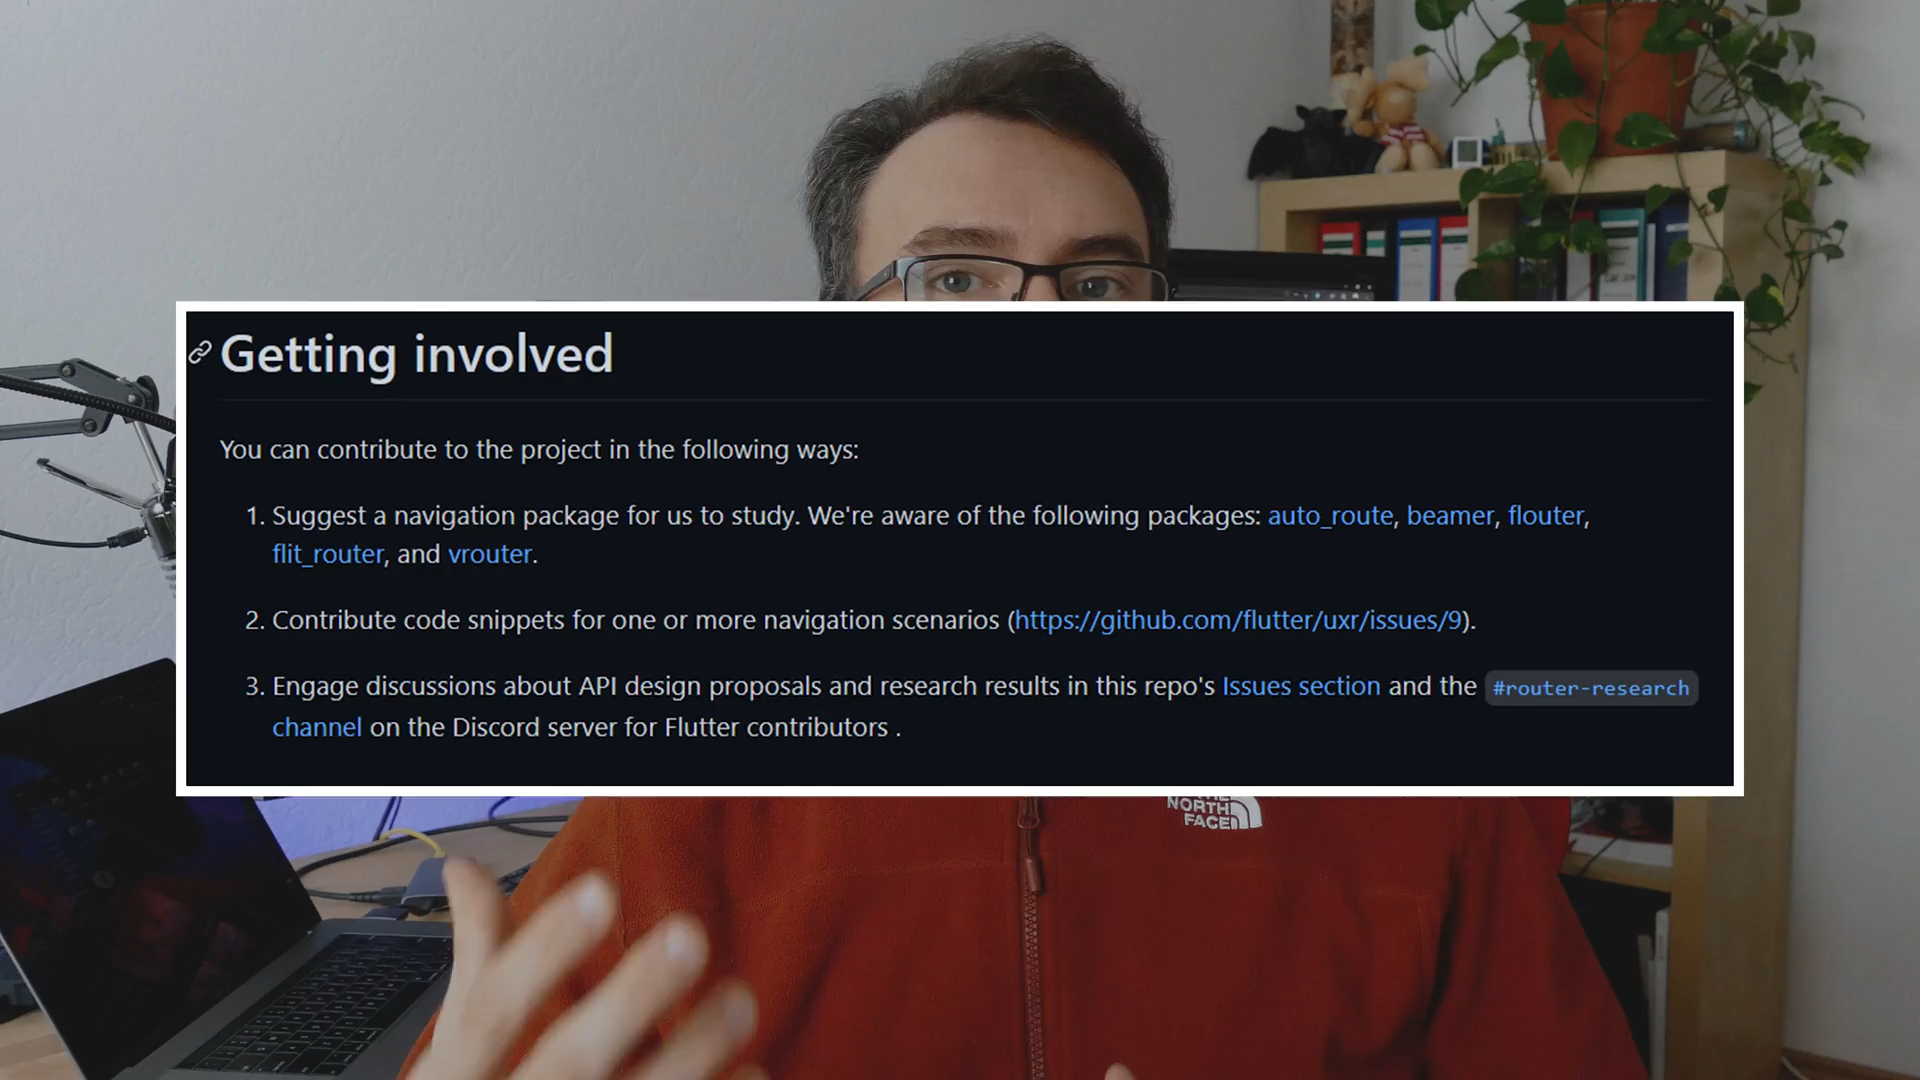 Getting involved
You can contribute to the project in the following ways:
1. Suggest a navigation package for us to study. We're aware of the following packages: auto_route, beamer, flouter,
flit_router, and vrouter.
2. Contribute code snippets for one or more navigation scenarios (https://github.com/flutter/uxr/issues/9).
3. Engage discussions about API design proposals and research results in this repo's Issues section and the #router-research
channel on the Discord server for Flutter contributors .
THE
NORTH
FACE